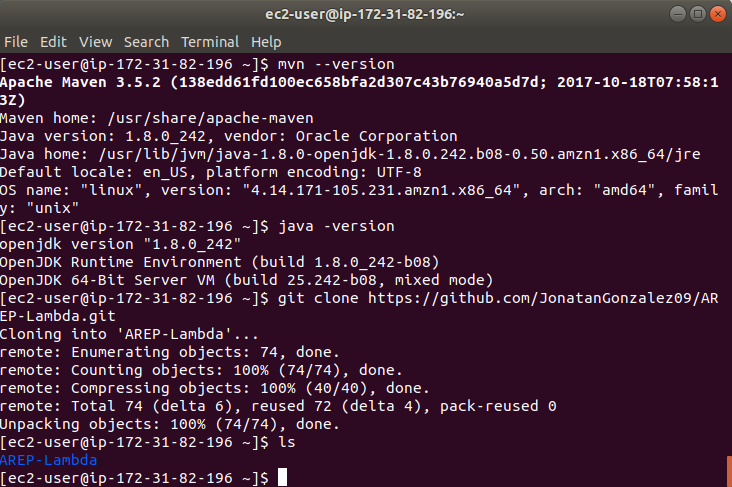 ec2-user@ip-172-31-82-196:~
File Edit View Search Terminal Help
[ec2-user@ip-172-31-82-196 ~]$ mvn --version
Apache Maven 3.5.2 (138edd61fd100ec658bfa2d307c43b76940a5d7d; 2017-10-18T07:58:1
3Z)
Maven home: /usr/share/apache-maven
Java version: 1.8.0_242, vendor: Oracle Corporation
Java home: /usr/lib/jvm/java-1.8.0-openjdk-1.8.0.242.b08-0.50.amzn1.x86_64/jre
Default locale: en_US, platform encoding: UTF-8
OS name: "linux", version: "4.14.171-105.231.amzn1.x86_64", arch: "amd64", famil
y: "unix"
[ec2-user@ip-172-31-82-196 ~]$ java -version
openjdk version "1.8.0_242"
OpenJDK Runtime Environment (build 1.8.0_242-b08)
OpenJDK 64-Bit Server VM (build 25.242-b08, mixed mode)
[ec2-user@ip-172-31-82-196 ~]$ git clone https://github.com/JonatanGonzalez09/AR
EP-Lambda.git
Cloning into 'AREP-Lambda'...
remote: Enumerating objects: 74, done.
remote: Counting objects: 100% (74/74), done.
remote: Compressing objects: 100% (40/40), done.
remote: Total 74 (delta 6), reused 72 (delta 4), pack-reused 0
Unpacking objects: 100% (74/74), done.
[ec2-user@ip-172-31-82-196 ~]$ ls
AREP-Lambda
[ec2-user@ip-172-31-82-196 ~]$